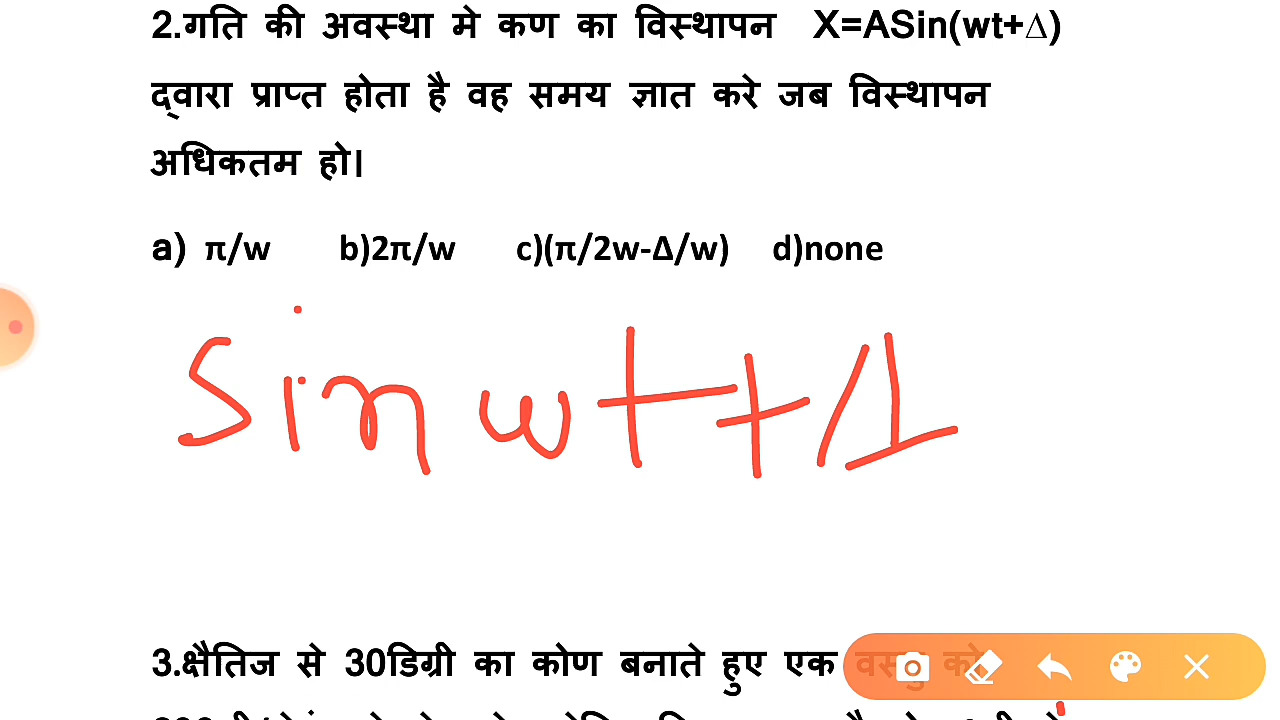 2.गति की अवस्था मे कण का विस्थापन X=ASin(wt+∆)
द्वारा प्राप्त होता है वह समय ज्ञात करे जब विस्थापन
अधिकतम हो।
a) π/w b)2π/w c)(π/2w-Δ/w) d)none
Sin wt+Δ
3.क्षैतिज से 30डिग्री का कोण बनाते हुए एक वस्तु को